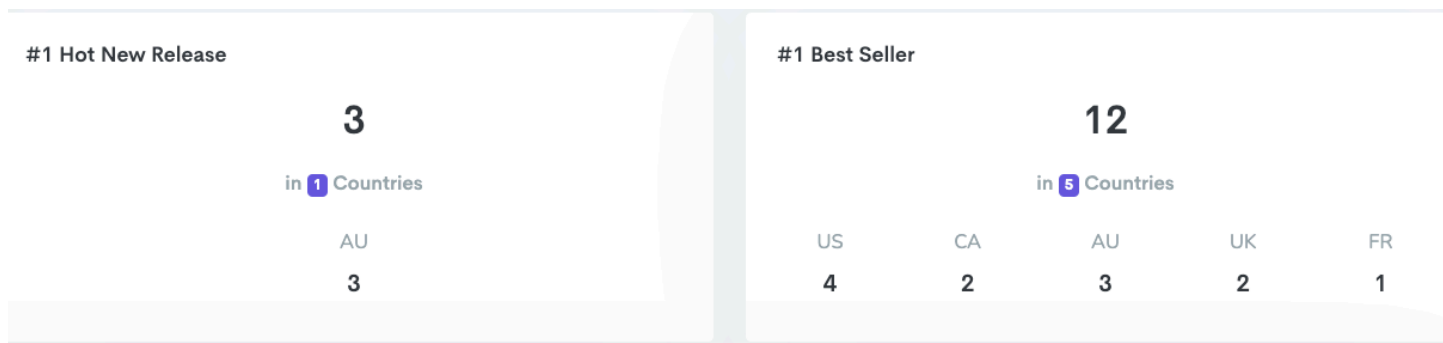 #1 Hot New Release
3
in 1 Countries
AU
3
#1 Best Seller
12
in 5 Countries
US CA AU UK FR
4 2 3 2 1